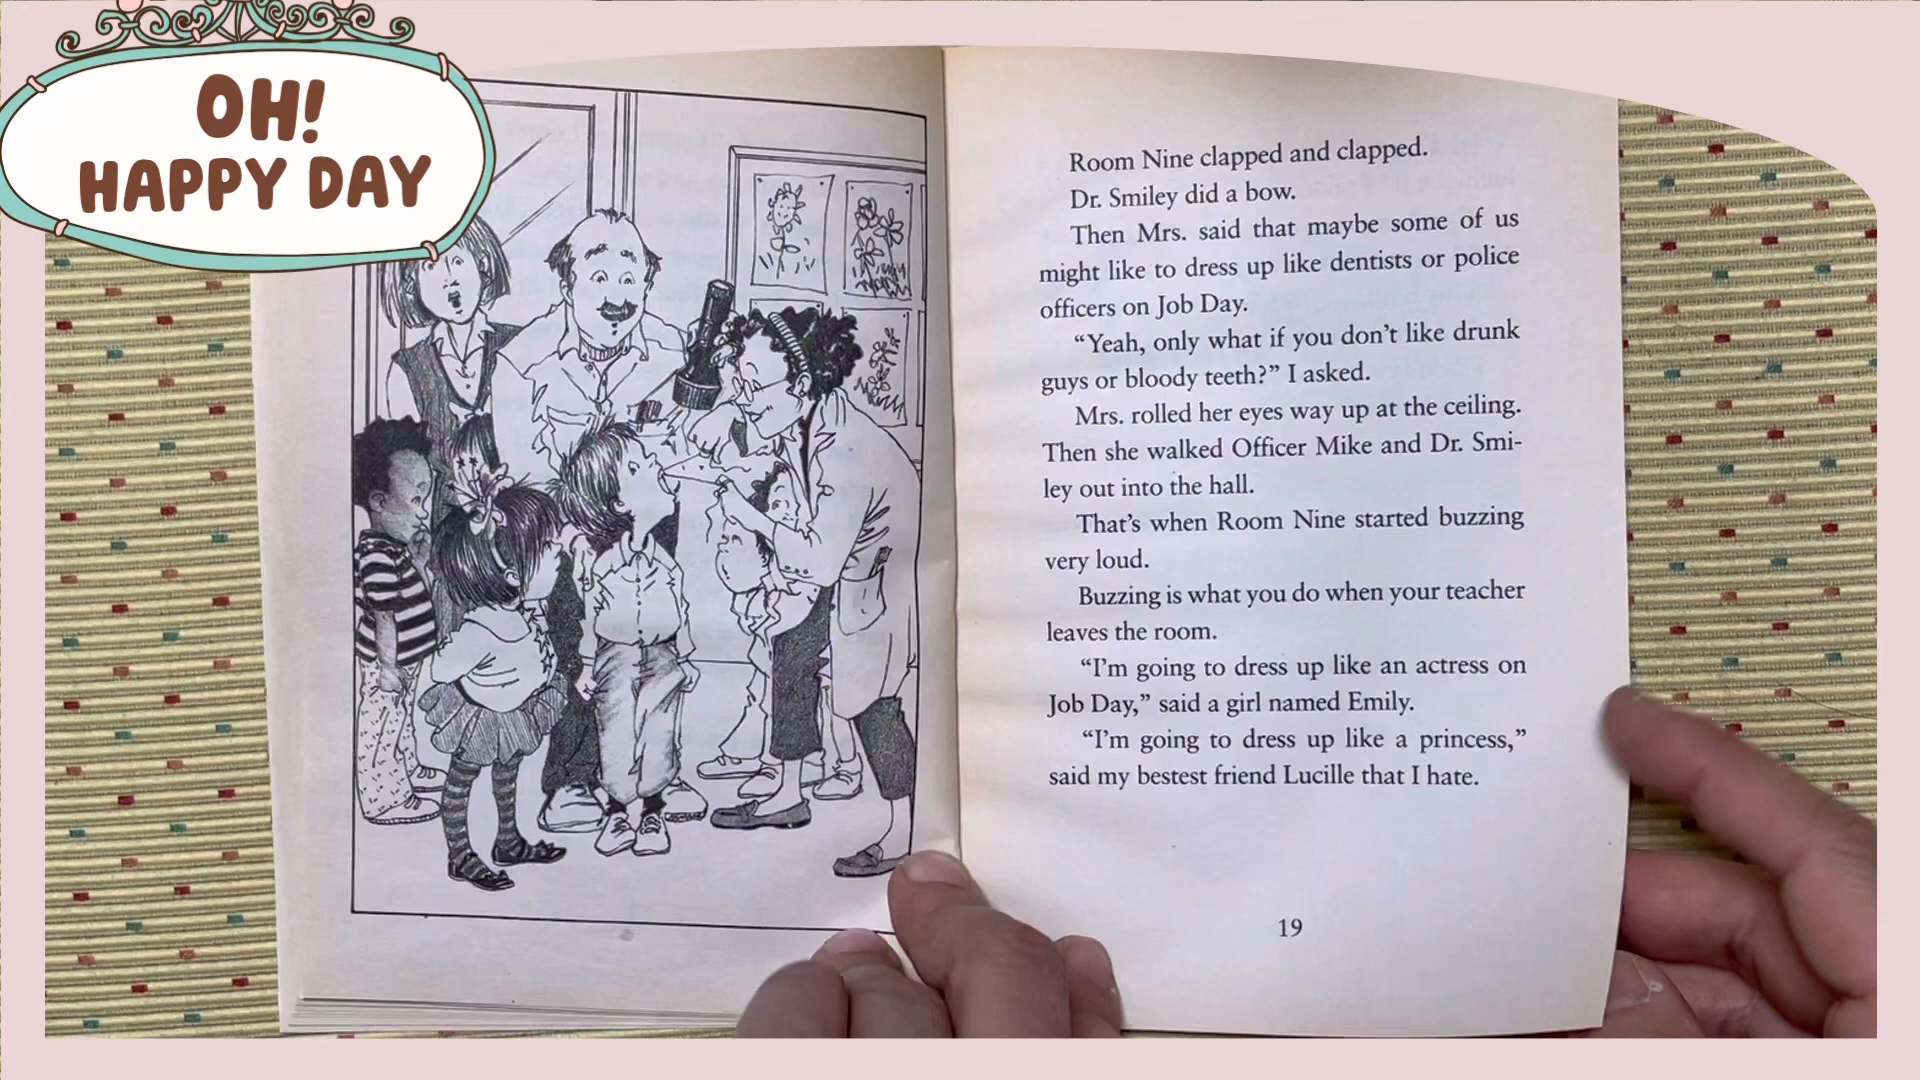 OH!
HAPPY DAY
Room Nine clapped and clapped.
Dr. Smiley did a bow.
Then Mrs. said that maybe some of us
might like to dress up like dentists or police
officers on Job Day.
“Yeah, only what if you don’t like drunk
guys or bloody teeth?” I asked.
Mrs. rolled her eyes way up at the ceiling.
Then she walked Officer Mike and Dr. Smi-
ley out into the hall.
That’s when Room Nine started buzzing
very loud.
Buzzing is what you do when your teacher
leaves the room.
“I’m going to dress up like an actress on
Job Day,” said a girl named Emily.
“I’m going to dress up like a princess,”
said my bestest friend Lucille that I hate.
19